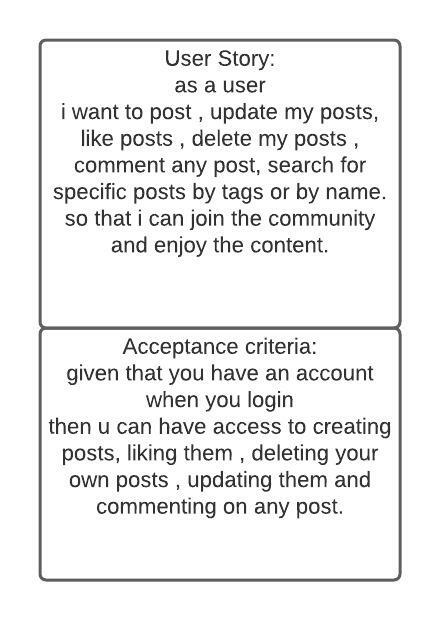 User Story:
as a user
i want to post , update my posts,
like posts , delete my posts ,
comment any post, search for
specific posts by tags or by name.
so that i can join the community
and enjoy the content.
Acceptance criteria:
given that you have an account
when you login
then u can have access to creating
posts, liking them , deleting your
own posts , updating them and
commenting on any post.